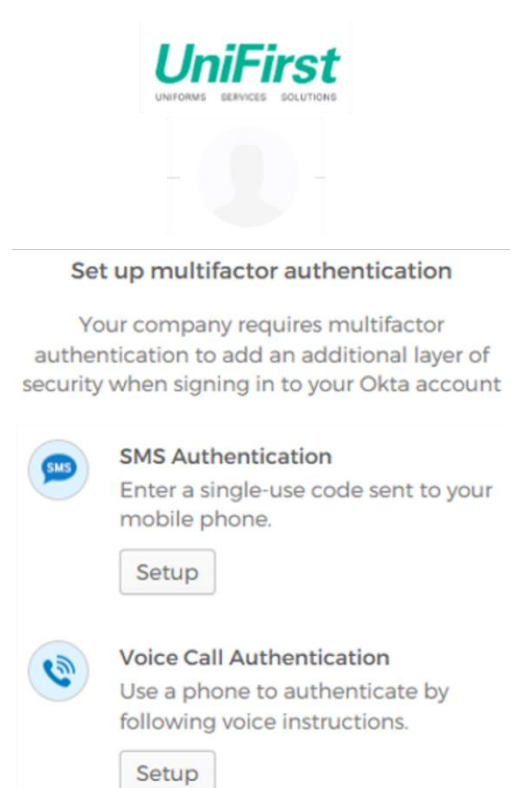 UniFirst
UNIFORMS SERVICES SOLUTIONS
Set up multifactor authentication
Your company requires multifactor
authentication to add an additional layer of
security when signing in to your Okta account
SMS
SMS Authentication
Enter a single-use code sent to your
mobile phone.
Setup
Voice Call Authentication
Use a phone to authenticate by
following voice instructions.
Setup